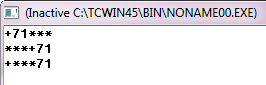 (Inactive C:\TCWIN45\BIN\NONAME00.EXE)
+71***
***+71
+***71